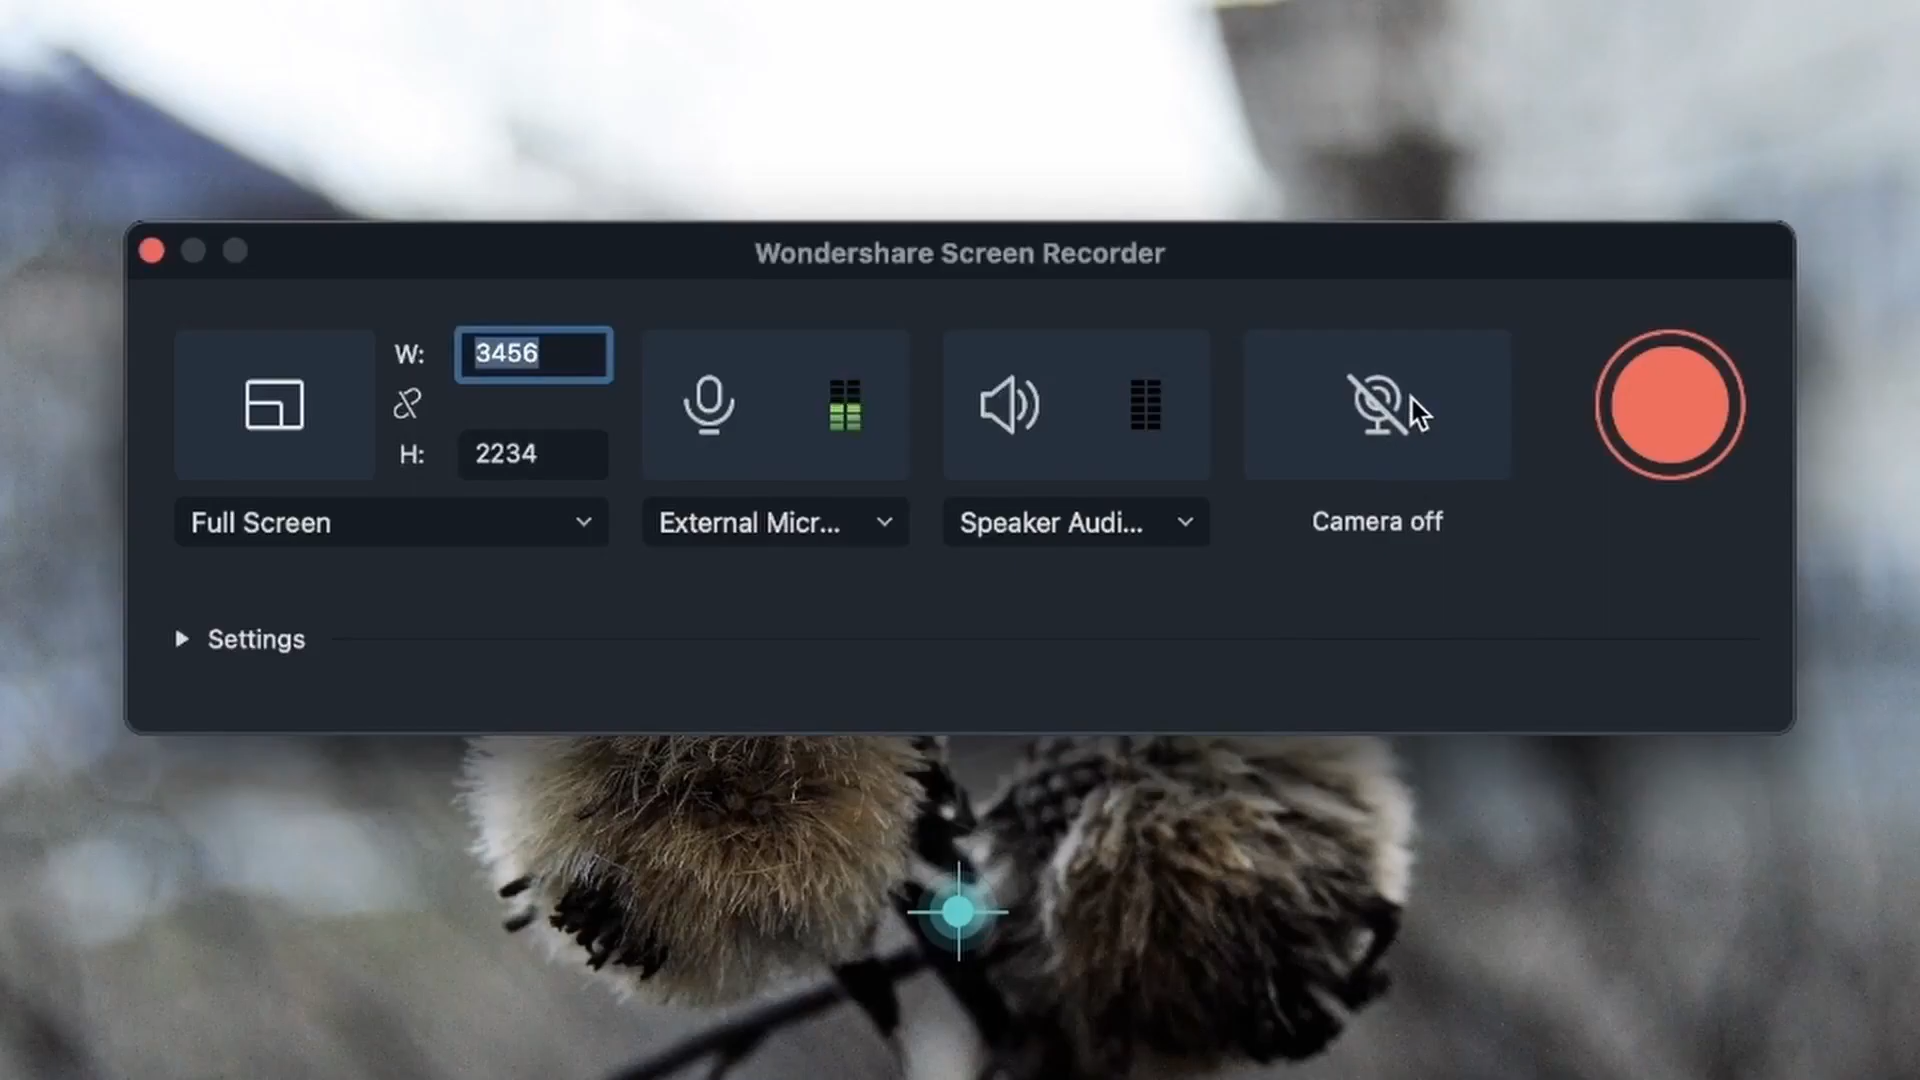 Wondershare Screen Recorder
W: 3456
H: 2234
Full Screen
External Micr...
Speaker Audi...
Camera off
Settings